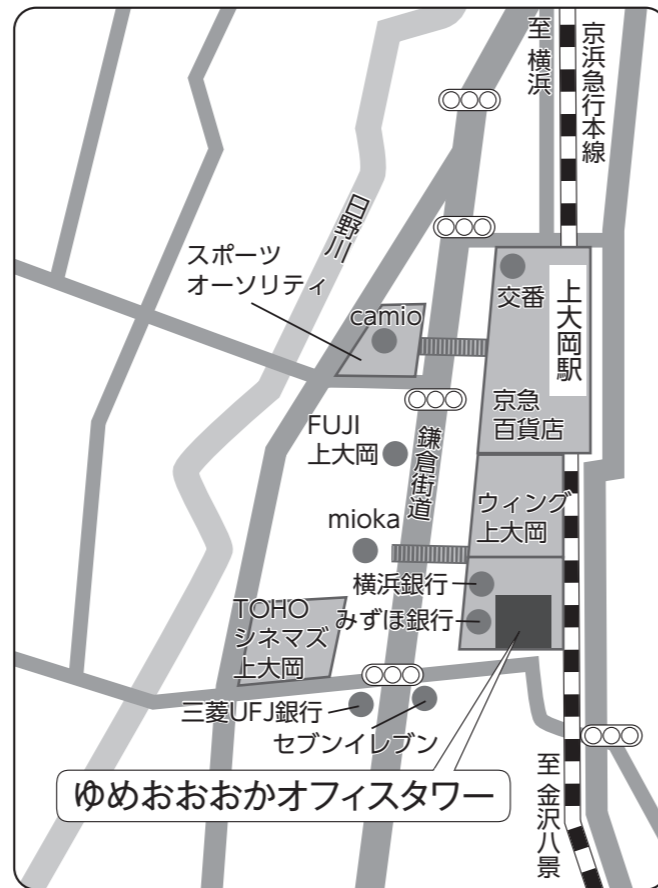 至 横浜
京浜急行本線
日野川
スポーツ
オーソリティ
camio
交番
上大岡駅
京急
百貨店
FUJI
上大岡
鎌倉街道
ウィング
上大岡
mioka
横浜銀行
みずほ銀行
TOHO
シネマズ
上大岡
三菱UFJ銀行
セブンイレブン
ゆめおおおかオフィスタワー
至 金沢八景